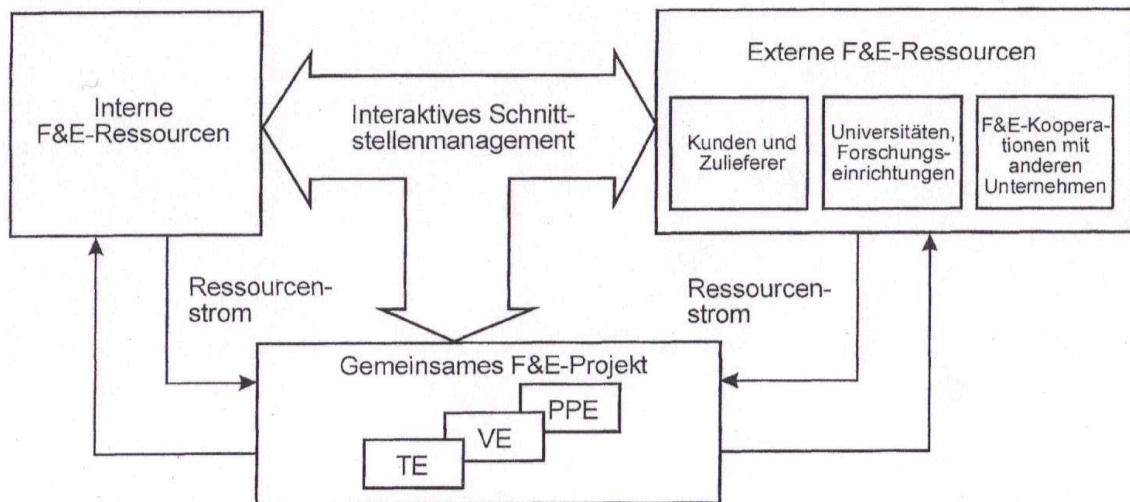 Interne
F&E-Ressourcen
Interaktives Schnitt-
stellenmanagement
Externe F&E-Ressourcen
Kunden und
Zulieferer
Universitäten,
Forschungs-
einrichtungen
F&E-Koopera-
tionen mit
anderen
Unternehmen
Ressourcen-
strom
Ressourcen-
strom
Gemeinsames F&E-Projekt
PPE
VE
TE